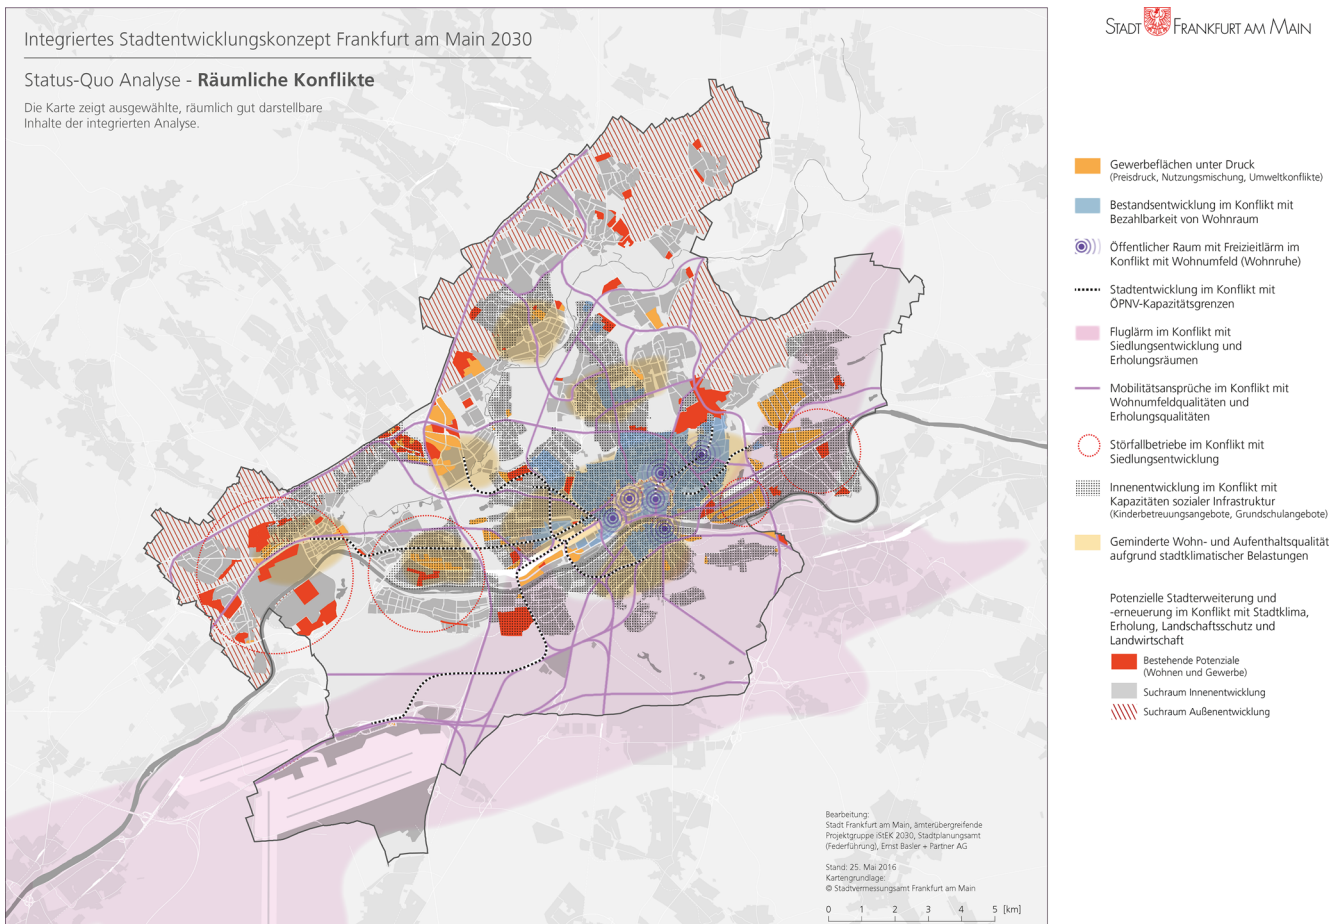 Integriertes Stadtentwicklungskonzept Frankfurt am Main 2030
Status-Quo Analyse - Räumliche Konflikte
Die Karte zeigt ausgewählte, räumlich gut darstellbare
Inhalte der integrierten Analyse.
STADT FRANKFURT AM MAIN
Gewerbeflächen unter Druck
(Preisdruck, Nutzungsmischung, Umweltkonflikte)
Bestandsentwicklung im Konflikt mit
Bezahlbarkeit von Wohnraum
Öffentlicher Raum mit Freizieitlärm im
Konflikt mit Wohnumfeld (Wohnruhe)
Stadtentwicklung im Konflikt mit
ÖPNV-Kapazitätsgrenzen
Fluglärm im Konflikt mit
Siedlungsentwicklung und
Erholungsräumen
Mobilitätsansprüche im Konflikt mit
Wohnumfeldqualitäten und
Erholungsqualitäten
Störfallbetriebe im Konflikt mit
Siedlungsentwicklung
Innenentwicklung im Konflikt mit
Kapazitäten sozialer Infrastruktur
(Kinderbetreuungsangebote, Grundschulangebote)
Geminderte Wohn- und Aufenthaltsqualität
aufgrund stadtklimatischer Belastungen
Potenzielle Stadterweiterung und
-erneuerung im Konflikt mit Stadtklima,
Erholung, Landschaftsschutz und
Landwirtschaft
Bestehende Potenziale
(Wohnen und Gewerbe)
Suchraum Innenentwicklung
Suchraum Außenentwicklung
Bearbeitung:
Stadt Frankfurt am Main, ämterübergreifende
Projektgruppe iStEK 2030, Stadtplanungsamt
(Federführung), Ernst Basler + Partner AG
Stand: 25. Mai 2016
Kartengrundlage:
© Stadtvermessungsamt Frankfurt am Main
0 1 2 3 4 5 [km]